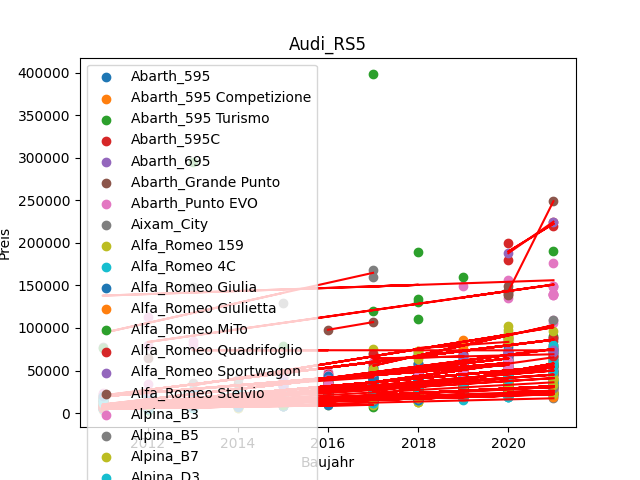 Audi_RS5
400000
350000
300000
250000
200000
150000
100000
50000
0
Preis
2012
2014
2016
2018
2020
Baujahr
Abarth_595
Abarth_595 Competizione
Abarth_595 Turismo
Abarth_595C
Abarth_695
Abarth_Grande Punto
Abarth_Punto EVO
Aixam_City
Alfa_Romeo 159
Alfa_Romeo 4C
Alfa_Romeo Giulia
Alfa_Romeo Giulietta
Alfa_Romeo MiTo
Alfa_Romeo Quadrifoglio
Alfa_Romeo Sportwagon
Alfa_Romeo Stelvio
Alpina_B3
Alpina_B5
Alpina_B7
Alpina_D3